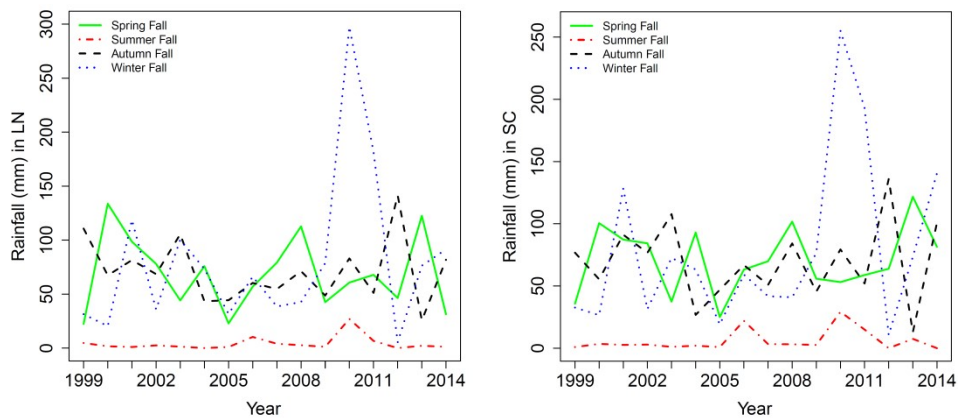 Rainfall (mm) in LN
300
250
200
150
100
50
0
Spring Fall
Summer Fall
Autumn Fall
Winter Fall
1999 2002 2005 2008 2011 2014
Year
Rainfall (mm) in SC
250
200
150
100
50
0
Spring Fall
Summer Fall
Autumn Fall
Winter Fall
1999 2002 2005 2008 2011 2014
Year